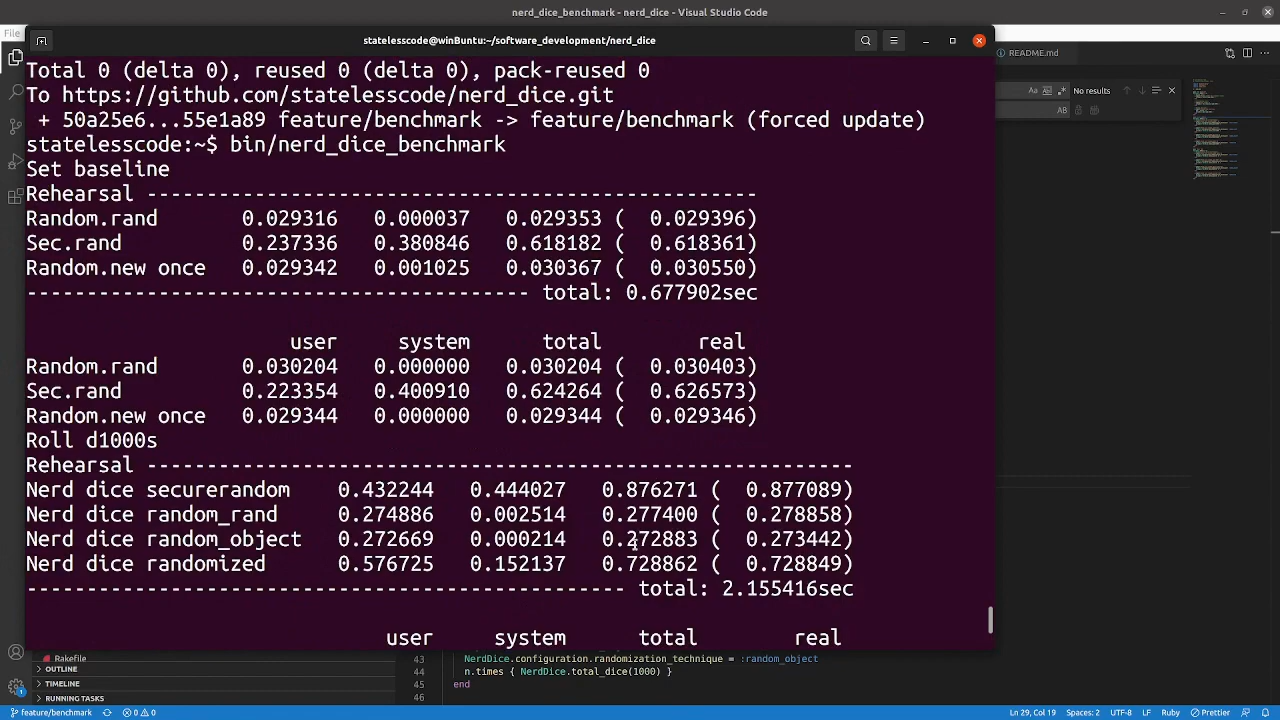 nerd_dice_benchmark - nerd_dice - Visual Studio Code
File
statelesscode@winBuntu:~/software_development/nerd_dice
README.md
Aa
No results
AB
Total 0 (delta 0), reused 0 (delta 0), pack-reused 0
To https://github.com/statelesscode/nerd_dice.git
+ 50a25e6...55e1a89 feature/benchmark -> feature/benchmark (forced update)
statelesscode:~$ bin/nerd_dice_benchmark
Set baseline
Rehearsal ---------------------------------------------------
Random.rand 0.029316 0.000037 0.029353 ( 0.029396)
Sec.rand 0.237336 0.380846 0.618182 ( 0.618361)
Random.new once 0.029342 0.001025 0.030367 ( 0.030550)
------------------------------------------ total: 0.677902sec
user system total real
Random.rand 0.030204 0.000000 0.030204 ( 0.030403)
Sec.rand 0.223354 0.400910 0.624264 ( 0.626573)
Random.new once 0.029344 0.000000 0.029344 ( 0.029346)
Roll d1000s
Rehearsal -----------------------------------------------------------
Nerd dice securerandom 0.432244 0.444027 0.876271 ( 0.877089)
Nerd dice random_rand 0.274886 0.002514 0.277400 ( 0.278858)
Nerd dice random_object 0.272669 0.000214 0.272883 ( 0.273442)
Nerd dice randomized 0.576725 0.152137 0.728862 ( 0.728849)
-------------------------------------------------- total: 2.155416sec
user system total real
Rakefile
OUTLINE
TIMELINE
RUNNING TASKS
43 NerdDice.configuration.randomization_technique = :random_object
44 n.times { NerdDice.total_dice(1000) }
45 end
46
1
feature/benchmark
0 0
Ln 29, Col 19
Spaces: 2
UTF-8
LF
Ruby
Prettier